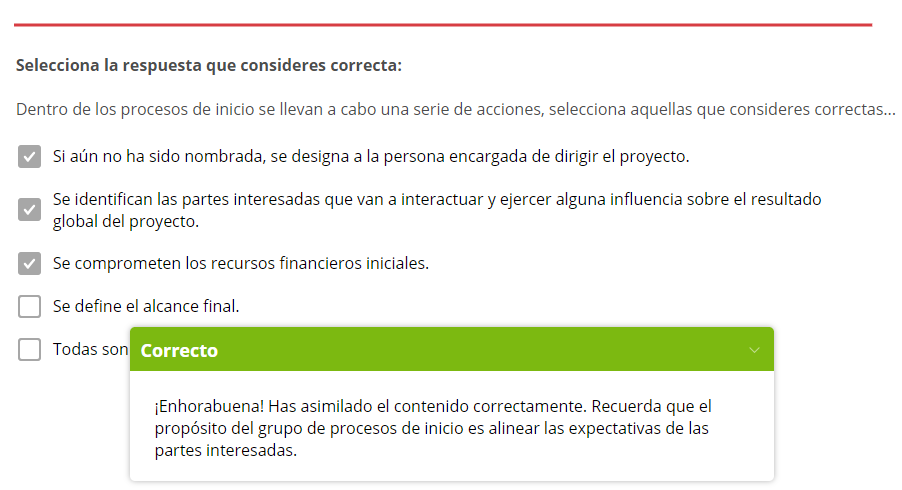 Selecciona la respuesta que consideres correcta:
Dentro de los procesos de inicio se llevan a cabo una serie de acciones, selecciona aquellas que consideres correctas...
Si aún no ha sido nombrada, se designa a la persona encargada de dirigir el proyecto.
Se identifican las partes interesadas que van a interactuar y ejercer alguna influencia sobre el resultado
global del proyecto.
Se comprometen los recursos financieros iniciales.
Se define el alcance final.
Todas son
Correcto
¡Enhorabuena! Has asimilado el contenido correctamente. Recuerda que el
propósito del grupo de procesos de inicio es alinear las expectativas de las
partes interesadas.